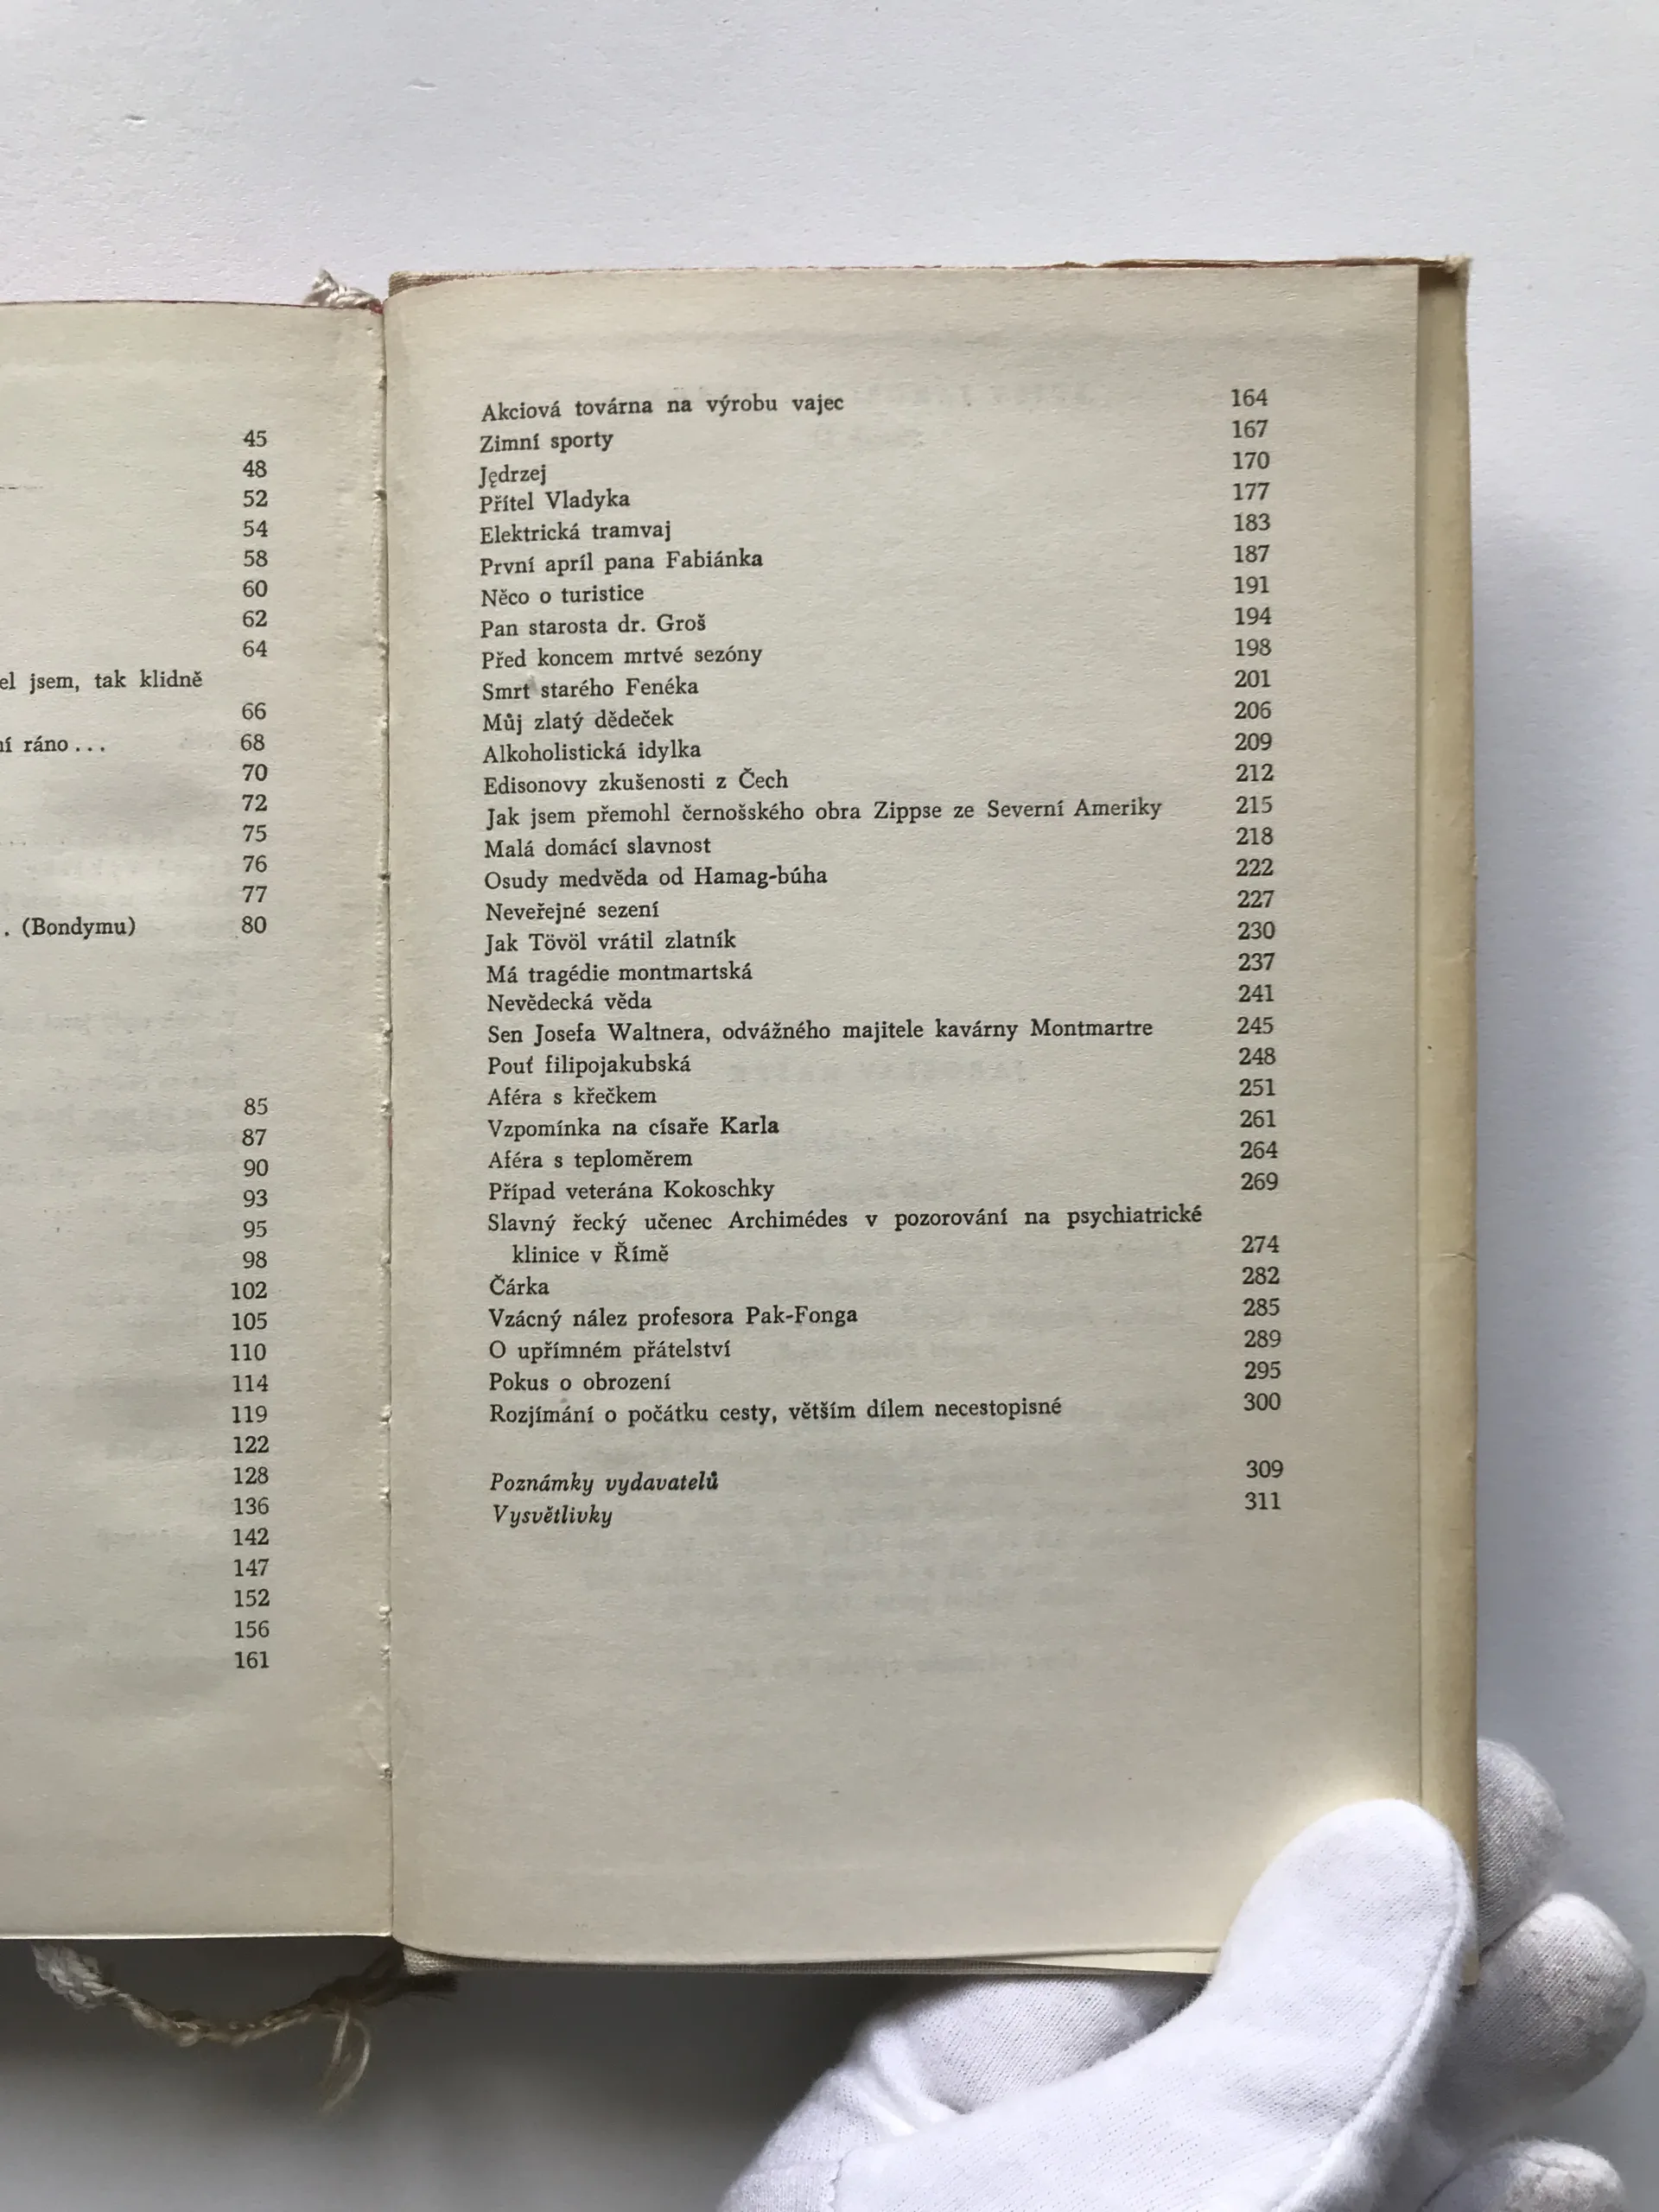 45
48
52
54
58
60
62
64
el jsem, tak klidně
66
ní ráno... 68
70
72
75
76
77
. (Bondymu) 80
85
87
90
93
95
98
102
105
110
114
119
122
128
136
142
147
152
156
161
Akciová továrna na výrobu vajec 164
Zimní sporty 167
Jędrzej 170
Přítel Vladyka 177
Elektrická tramvaj 183
První apríl pana Fabiánka 187
Něco o turistice 191
Pan starosta dr. Groš 194
Před koncem mrtvé sezóny 198
Smrt starého Fenéka 201
Můj zlatý dědeček 206
Alkoholistická idylka 209
Edisonovy zkušenosti z Čech 212
Jak jsem přemohl černošského obra Zippse ze Severní Ameriky 215
Malá domácí slavnost 218
Osudy medvěda od Hamag-búha 222
Neveřejné sezení 227
Jak Tövöl vrátil zlatník 230
Má tragédie montmartská 237
Nevědecká věda 241
Sen Josefa Waltnera, odvážného majitele kavárny Montmartre 245
Pouť filipojakubská 248
Aféra s křečkem 251
Vzpomínka na císaře Karla 261
Aféra s teploměrem 264
Případ veterána Kokoschky 269
Slavný řecký učenec Archimédes v pozorování na psychiatrické
klinice v Římě 274
Čárka 282
Vzácný nález profesora Pak-Fonga 285
O upřímném přátelství 289
Pokus o obrození 295
Rozjímání o počátku cesty, větším dílem necestopisné 300
Poznámky vydavatelů 309
Vysvětlivky 311